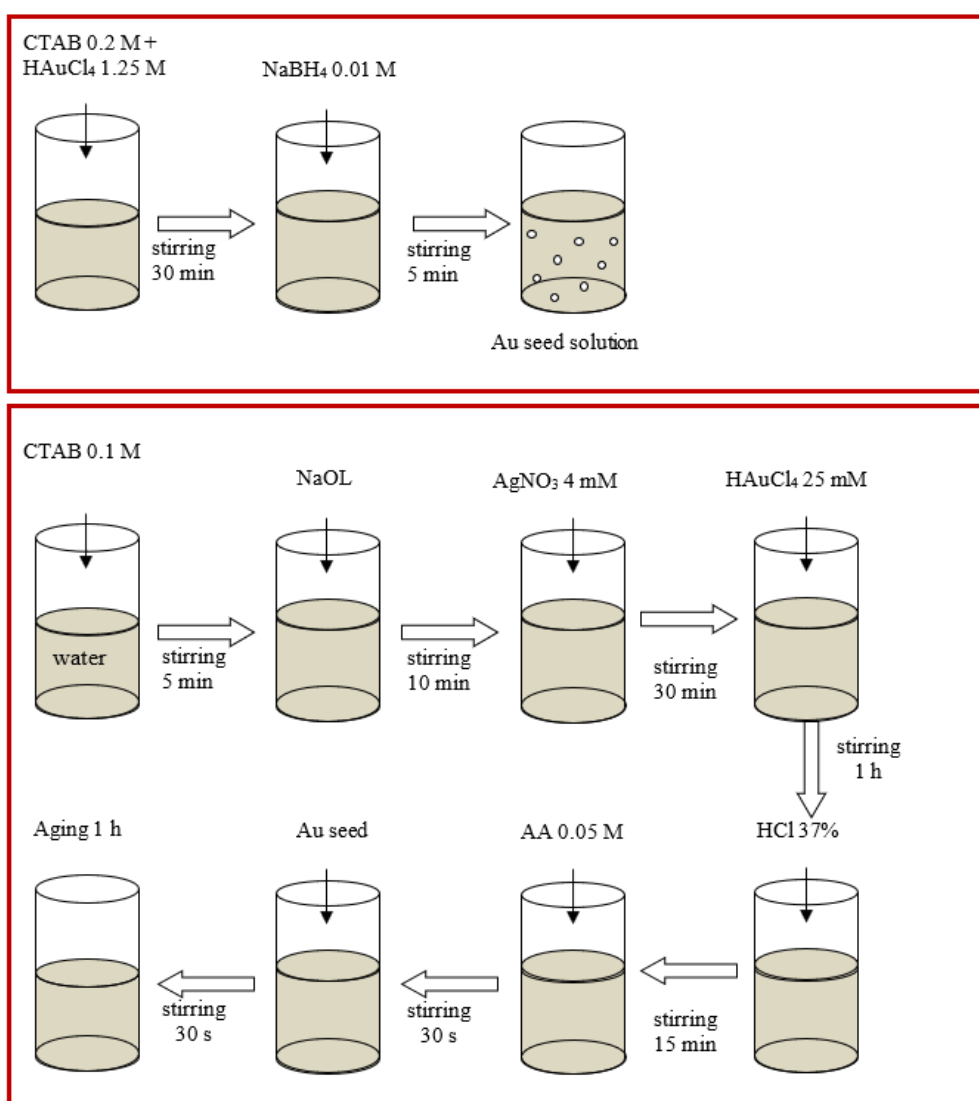 CTAB 0.2 M +
HAuCl₄ 1.25 M
NaBH₄ 0.01 M
stirring
30 min
stirring
5 min
Au seed solution
CTAB 0.1 M
NaOL
AgNO₃ 4 mM
HAuCl₄ 25 mM
water
stirring
5 min
stirring
10 min
stirring
30 min
stirring
1 h
HCl 37%
AA 0.05 M
Au seed
Aging 1 h
stirring
15 min
stirring
30 s
stirring
30 s